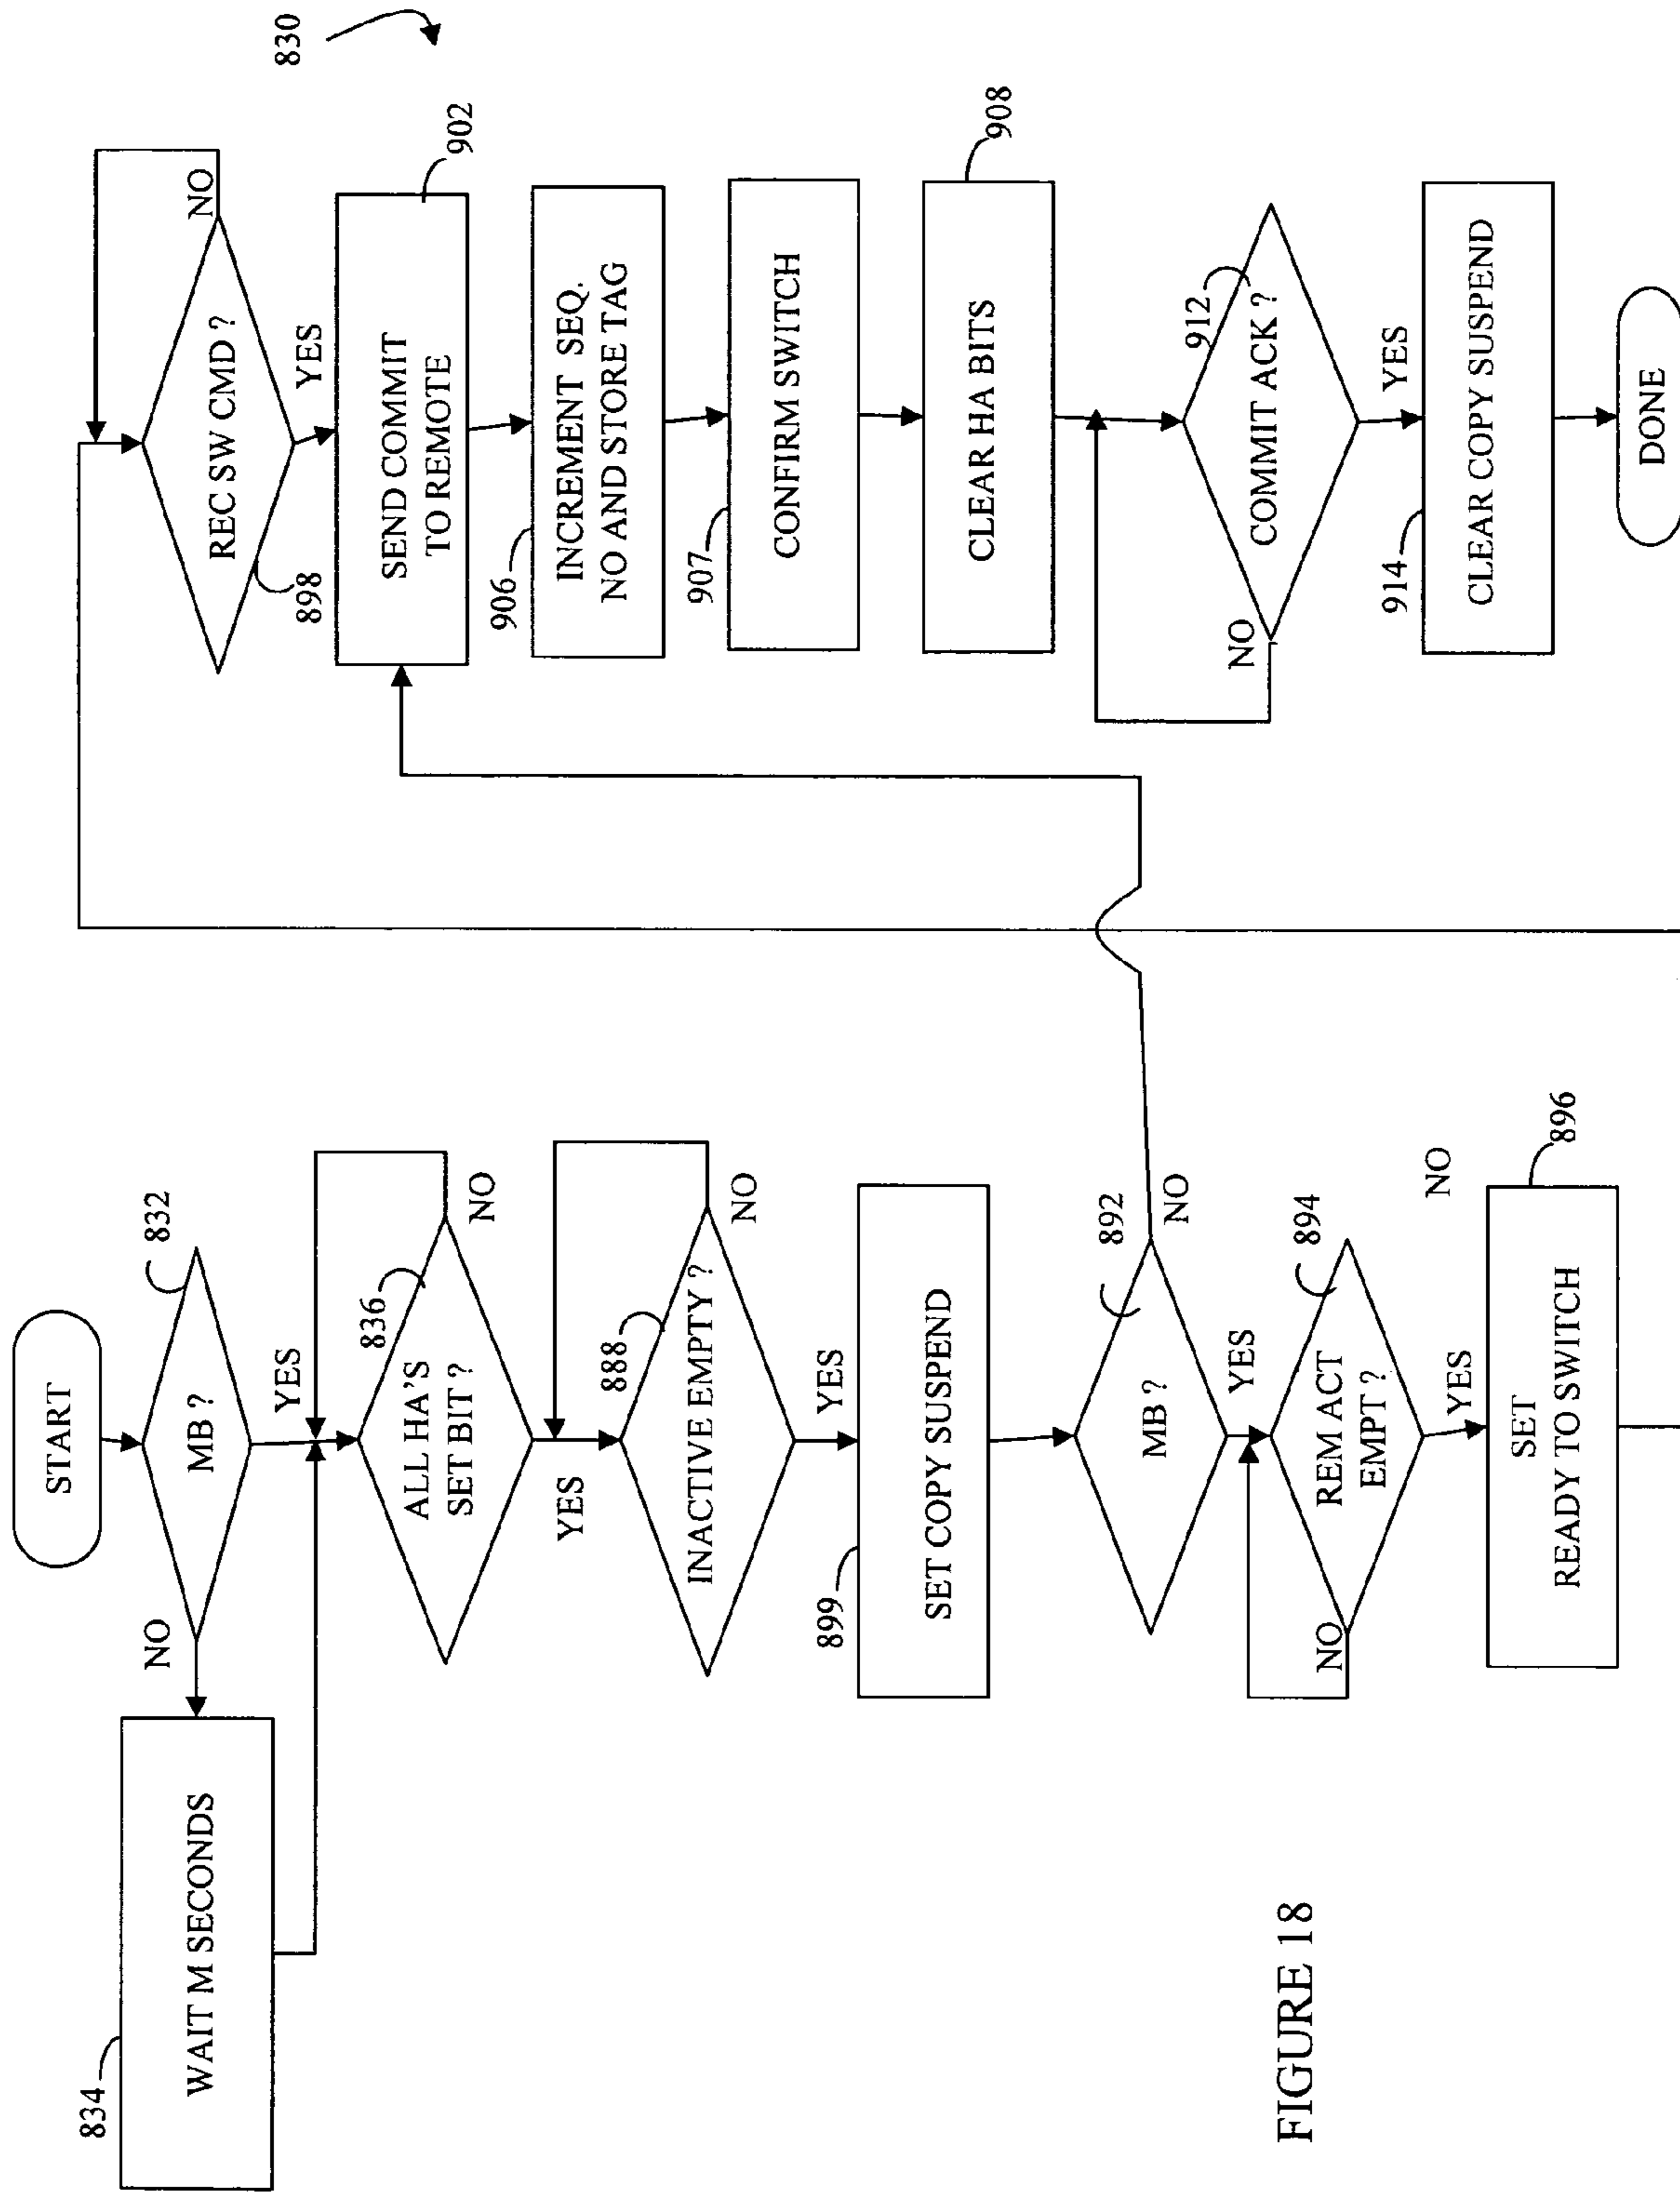 830
START
MB ?
832
NO
YES
834
WAIT M SECONDS
ALL HA'S
SET BIT ?
836
NO
YES
INACTIVE EMPTY ?
888
NO
YES
899
SET COPY SUSPEND
MB ?
892
NO
YES
REM ACT
EMPT ?
894
NO
NO
YES
SET
READY TO SWITCH
896
REC SW CMD ?
898
NO
YES
SEND COMMIT
TO REMOTE
902
906
INCREMENT SEQ.
NO AND STORE TAG
907
CONFIRM SWITCH
CLEAR HA BITS
908
912
COMMIT ACK ?
NO
YES
914
CLEAR COPY SUSPEND
DONE
FIGURE 18